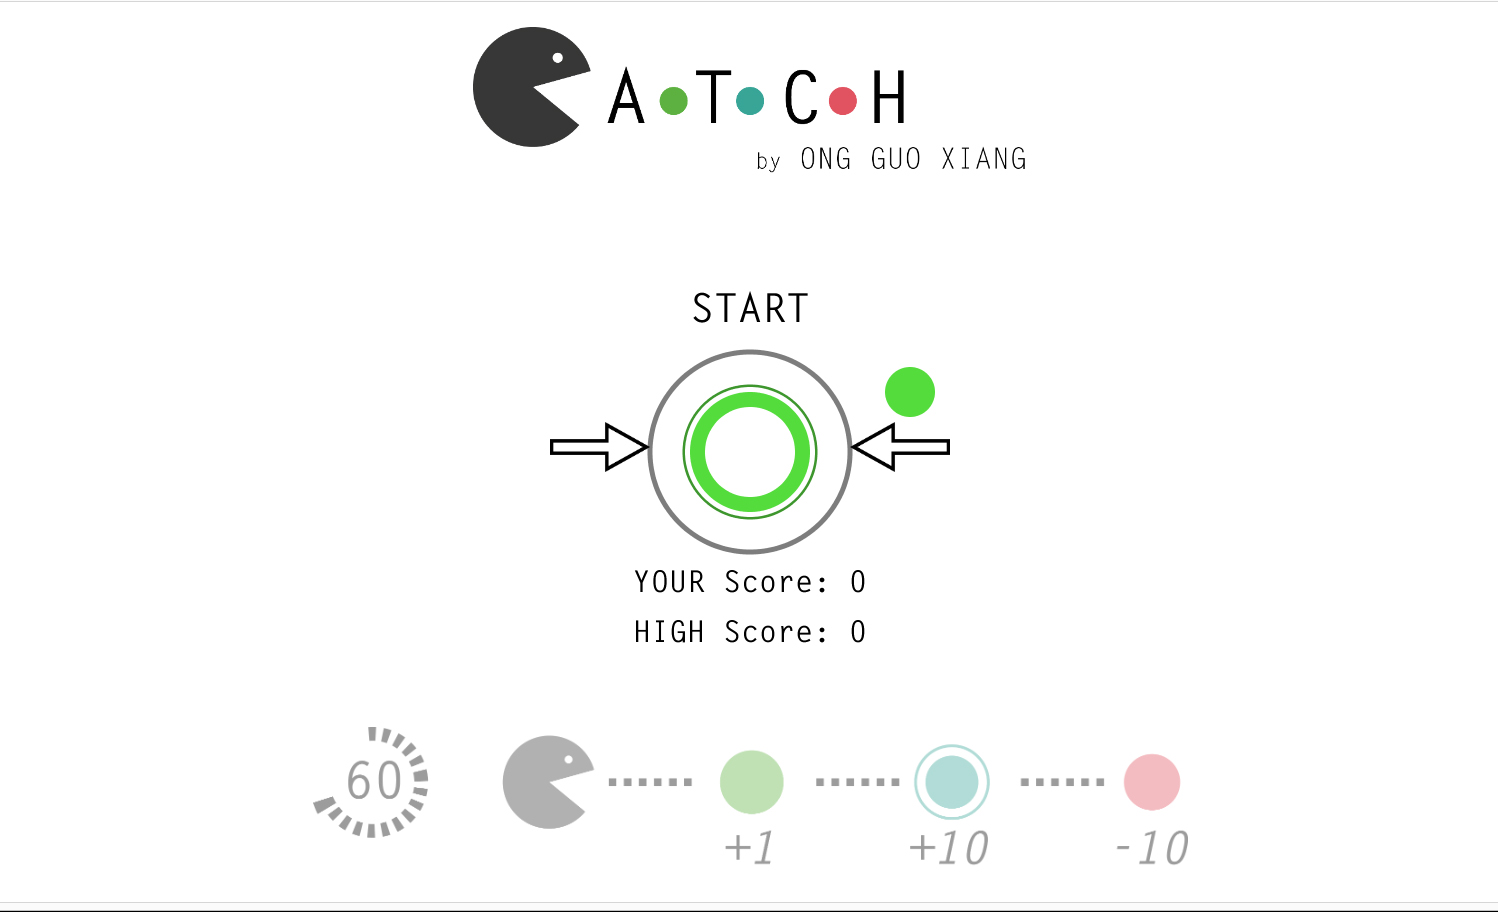 A•T•C•H
by ONG GUO XIANG
START
YOUR Score: 0
HIGH Score: 0
60
+1 +10 -10